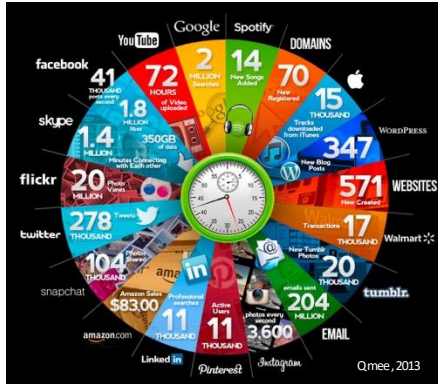 Google
2
MILLION
Searches
Spotify
14
New Songs
Added
DOMAINS
70
New
Registered
15
THOUSAND
Tracks
downloaded
from iTunes
WORDPRESS
347
New Blog
Posts
WEBSITES
571
New Created
Walmart
Transactions
17
THOUSAND
tumblr.
New Tumblr
Photos
20
THOUSAND
EMAIL
emails sent
204
MILLION
Instagram
photos every
second
3,600
Pinterest
Active
Users
11
THOUSAND
Linked in
Professional
searches
11
THOUSAND
amazon.com
Amazon Sales
$83,00
snapchat
104
THOUSAND
Photos
Shared
twitter
278
THOUSAND
Tweets
flickr
20
MILLION
Photo
Views
skype
1.4
MILLION
Minutes Connecting
with Each other
facebook
41
THOUSAND
posts every
second
1.8
MILLION
likes
350GB
of data
YouTube
72
HOURS
of Video
uploaded
Qmee, 2013